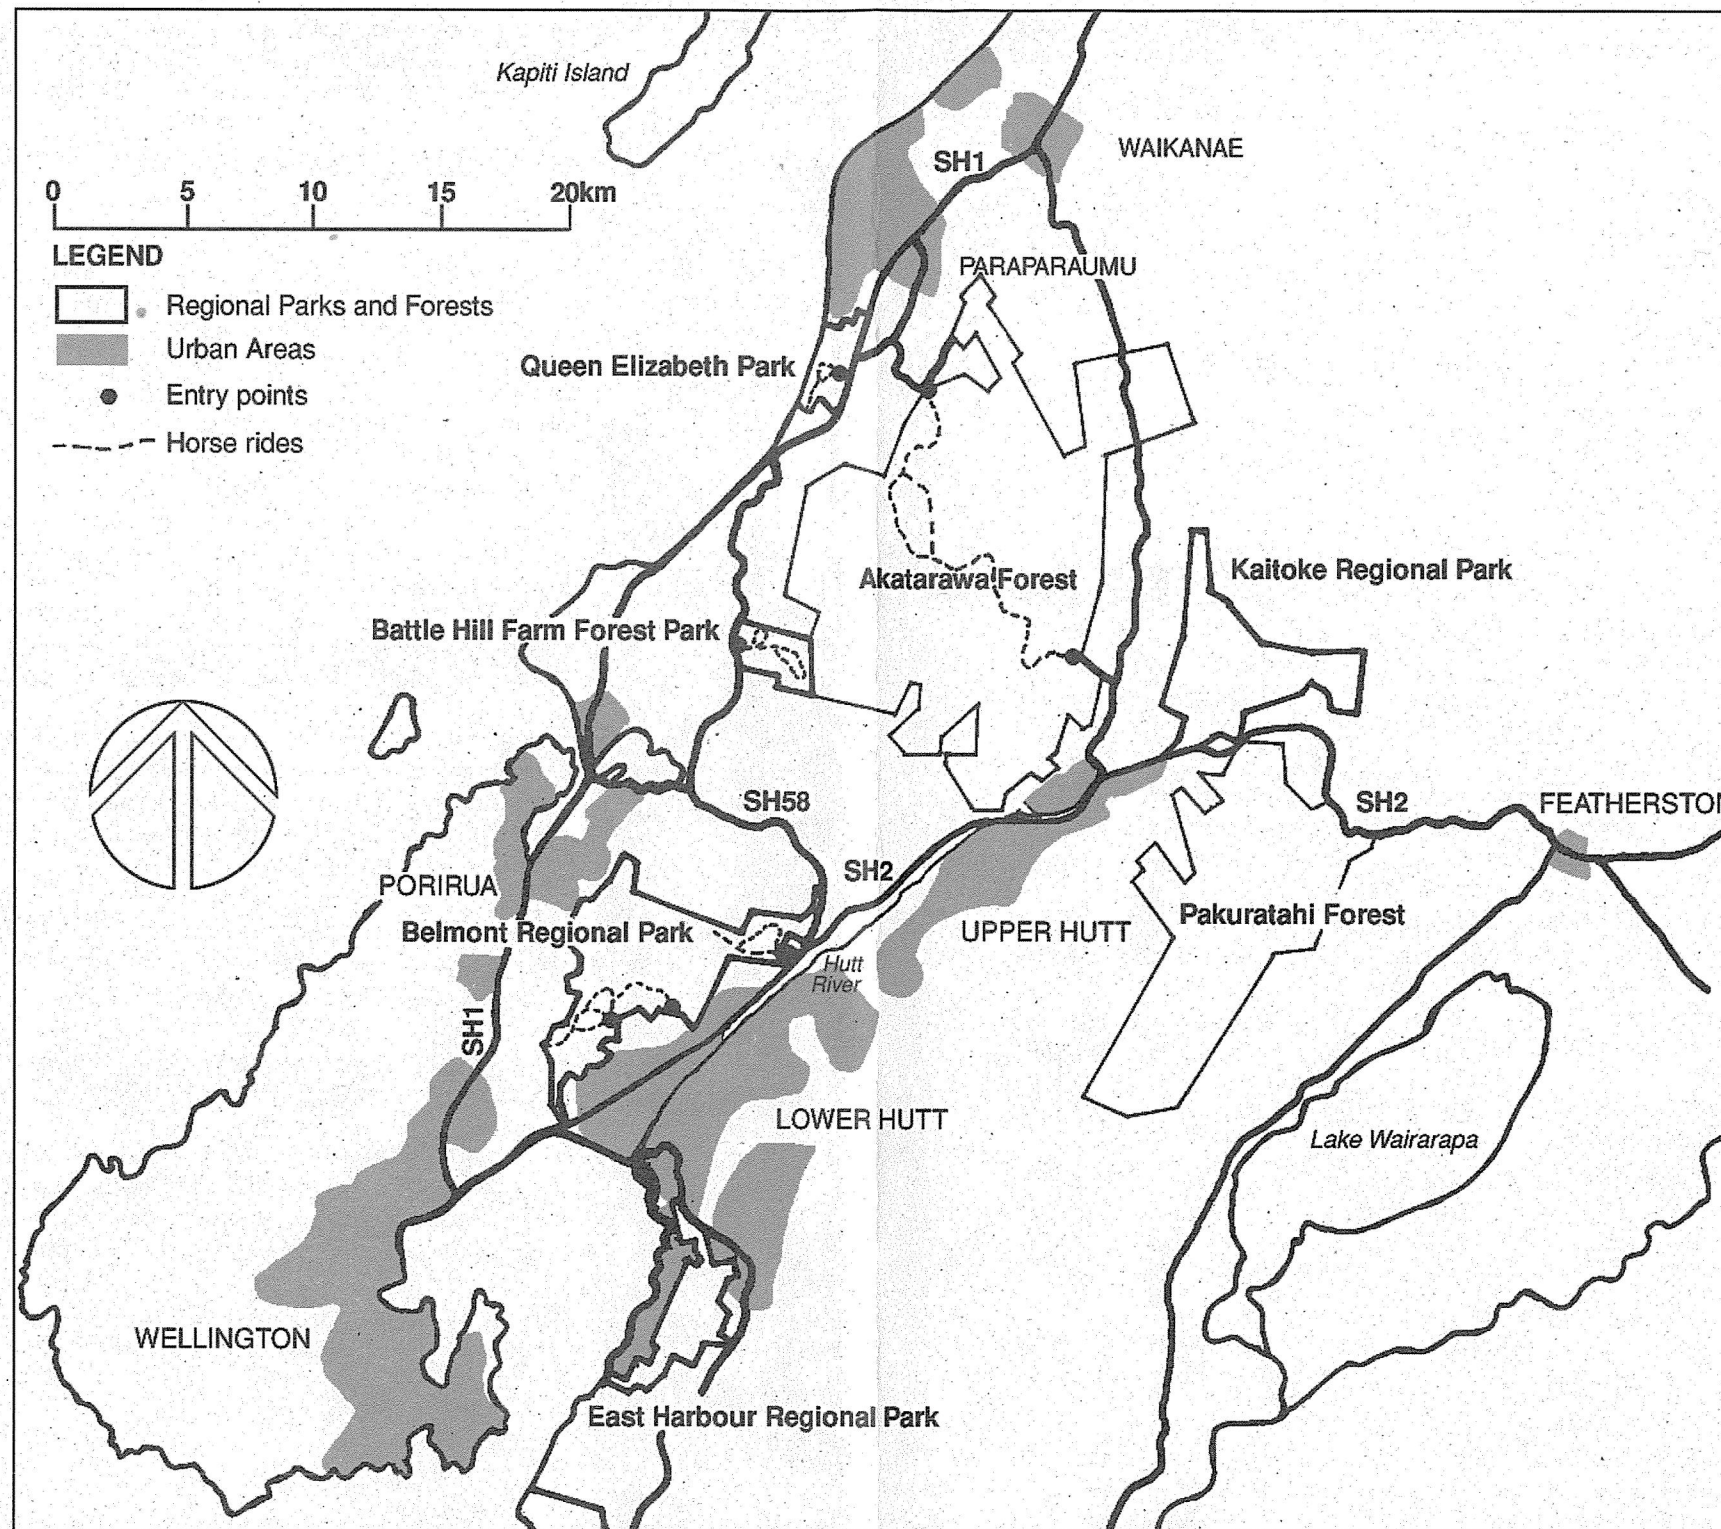 Kapiti Island
WAIKANAE
SH1
0 5 10 15 20km
LEGEND
Regional Parks and Forests
Urban Areas
Entry points
Horse rides
PARAPARAUMU
Queen Elizabeth Park
Akatarawa Forest
Kaitoke Regional Park
Battle Hill Farm Forest Park
SH58
SH2
FEATHERSTON
SH2
PORIRUA
Belmont Regional Park
UPPER HUTT
Pakuratahi Forest
Hutt
River
SH1
LOWER HUTT
Lake Wairarapa
WELLINGTON
East Harbour Regional Park